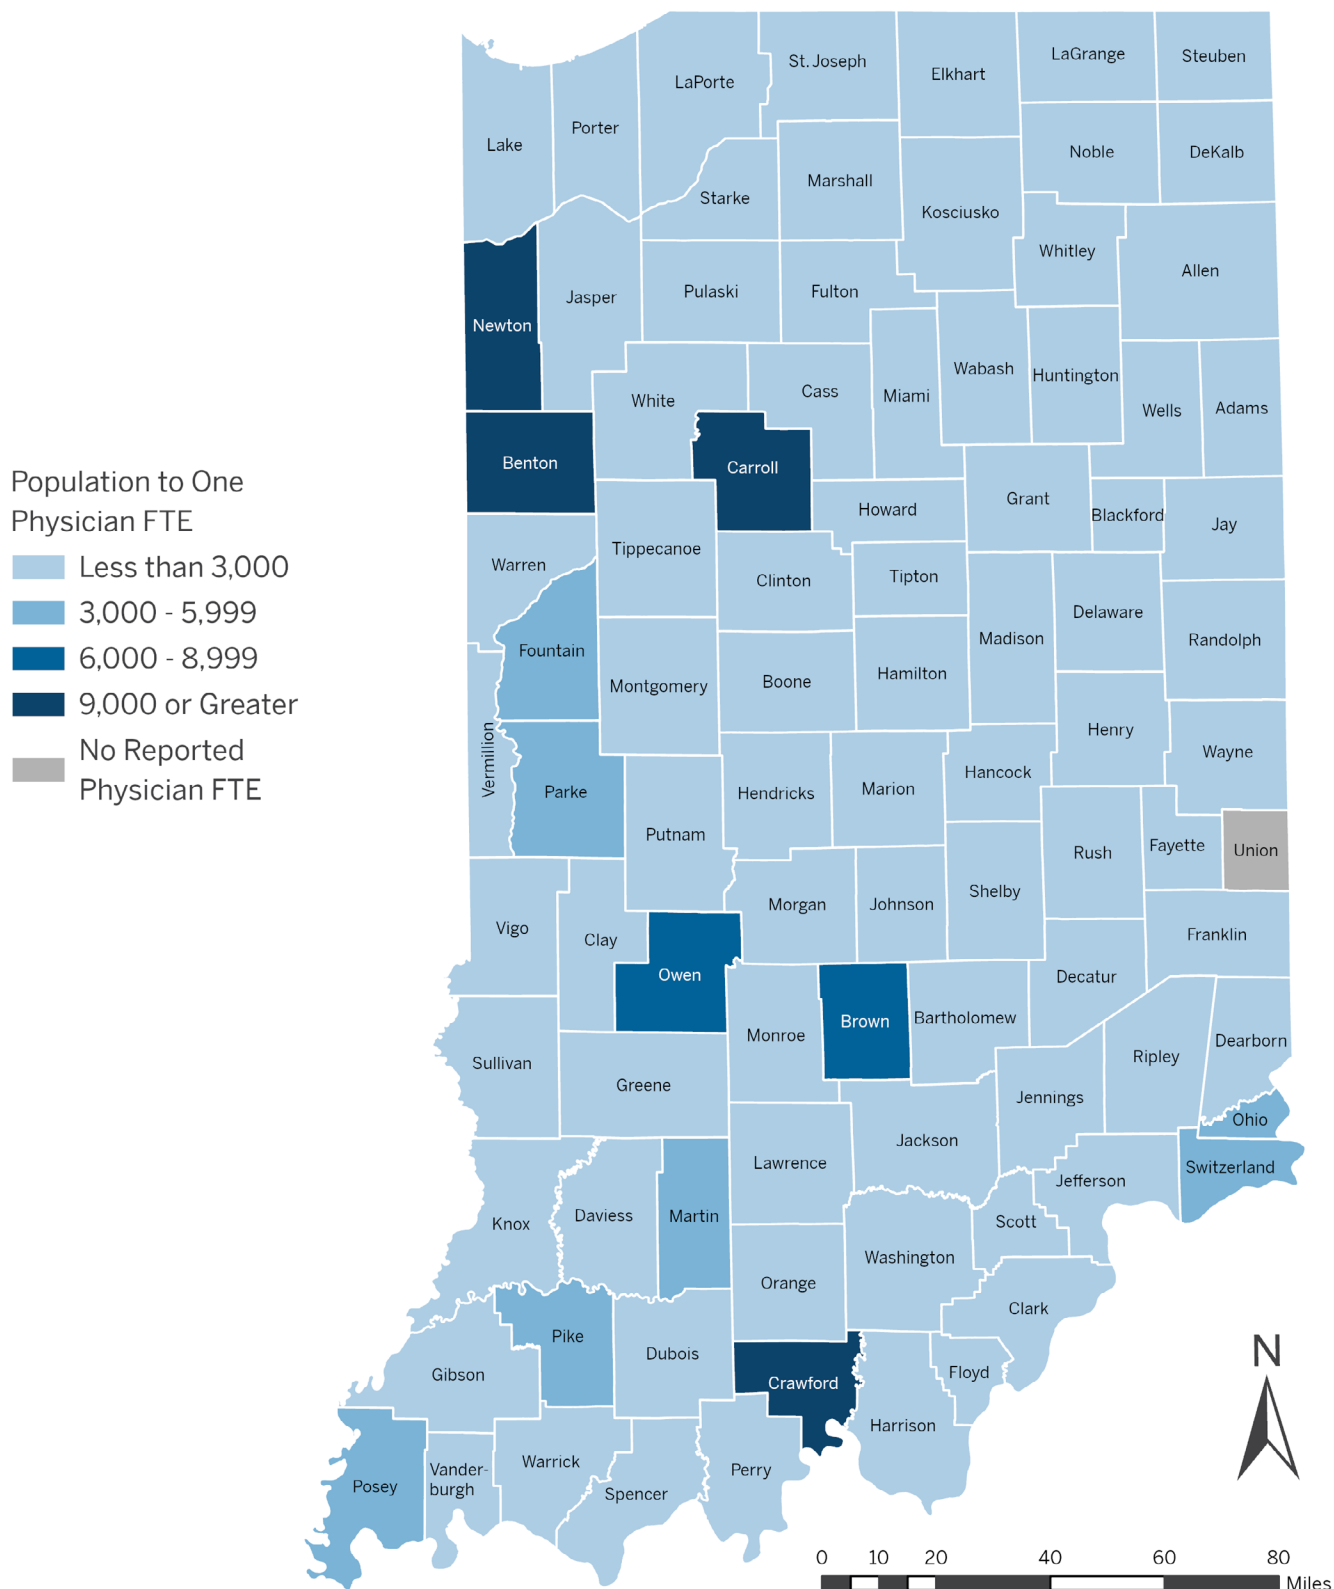 LaGrange
Steuben
St. Joseph
Elkhart
LaPorte
Porter
Lake
Noble
DeKalb
Marshall
Starke
Kosciusko
Whitley
Allen
Jasper
Pulaski
Fulton
Newton
Wabash
Huntington
Cass
Miami
White
Wells
Adams
Benton
Carroll
Population to One
Physician FTE
Less than 3,000
3,000 - 5,999
6,000 - 8,999
9,000 or Greater
No Reported
Physician FTE
Grant
Howard
Blackford
Jay
Tippecanoe
Warren
Clinton
Tipton
Delaware
Madison
Randolph
Fountain
Montgomery
Boone
Hamilton
Henry
Wayne
Vermillion
Parke
Hendricks
Marion
Hancock
Putnam
Rush
Fayette
Union
Shelby
Morgan
Johnson
Vigo
Clay
Franklin
Owen
Decatur
Brown
Bartholomew
Monroe
Dearborn
Ripley
Sullivan
Greene
Jennings
Ohio
Jackson
Lawrence
Switzerland
Jefferson
Knox
Daviess
Martin
Scott
Washington
Orange
Clark
Pike
Dubois
N
Gibson
Crawford
Floyd
Harrison
Posey
Vander-
burgh
Warrick
Perry
Spencer
0 10 20 40 60 80
Miles